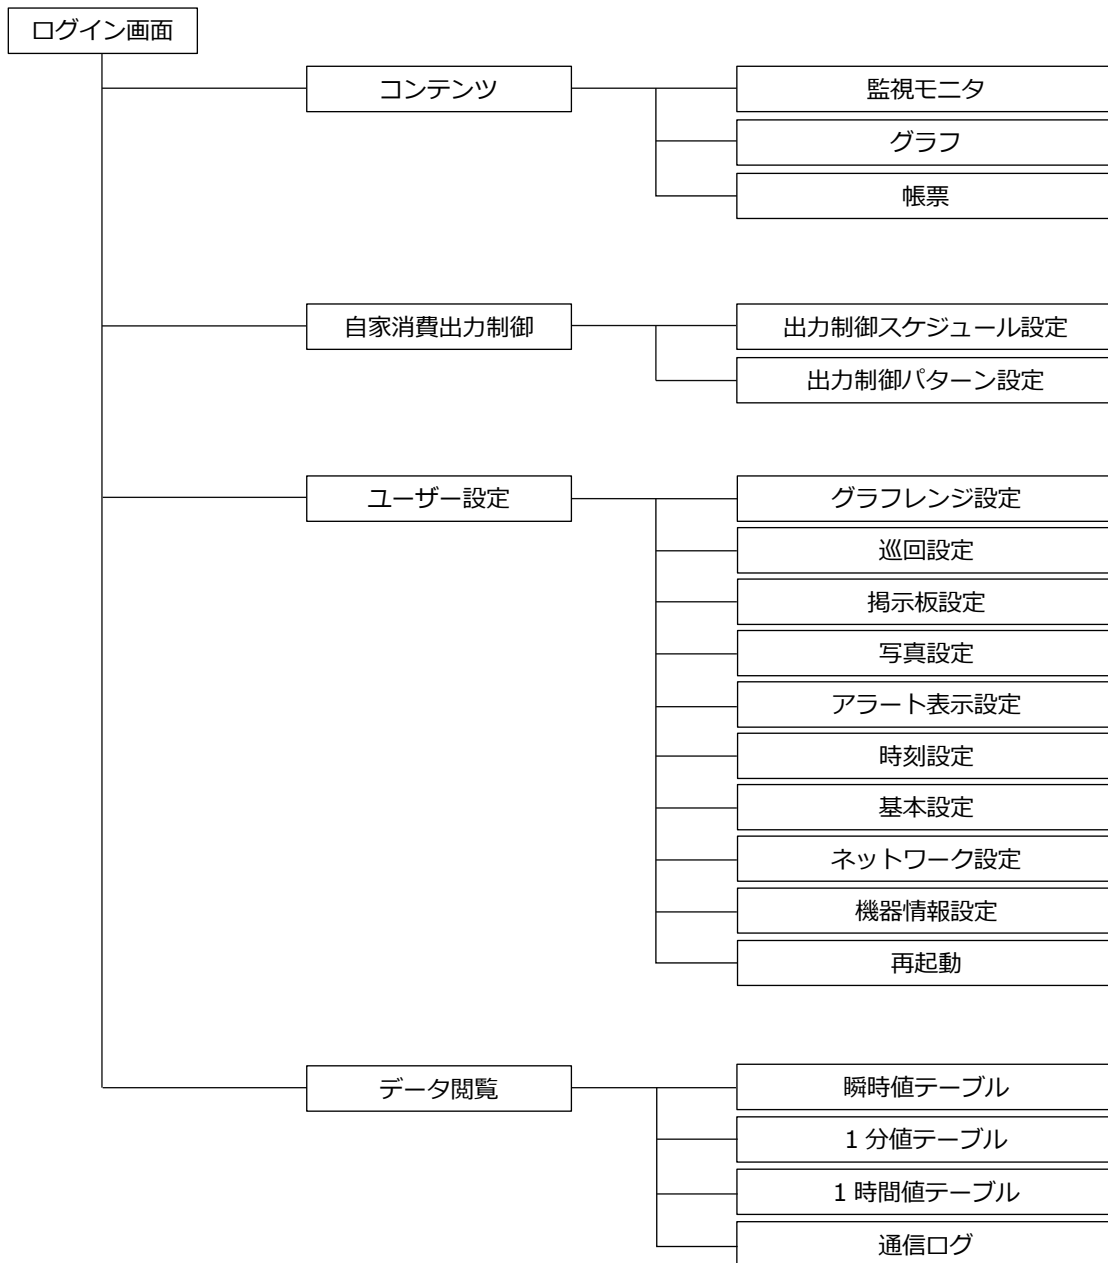 ログイン画面
コンテンツ
監視モニタ
グラフ
帳票
自家消費出力制御
出力制御スケジュール設定
出力制御パターン設定
ユーザー設定
グラフレンジ設定
巡回設定
掲示板設定
写真設定
アラート表示設定
時刻設定
基本設定
ネットワーク設定
機器情報設定
再起動
データ閲覧
瞬時値テーブル
1 分値テーブル
1 時間値テーブル
通信ログ